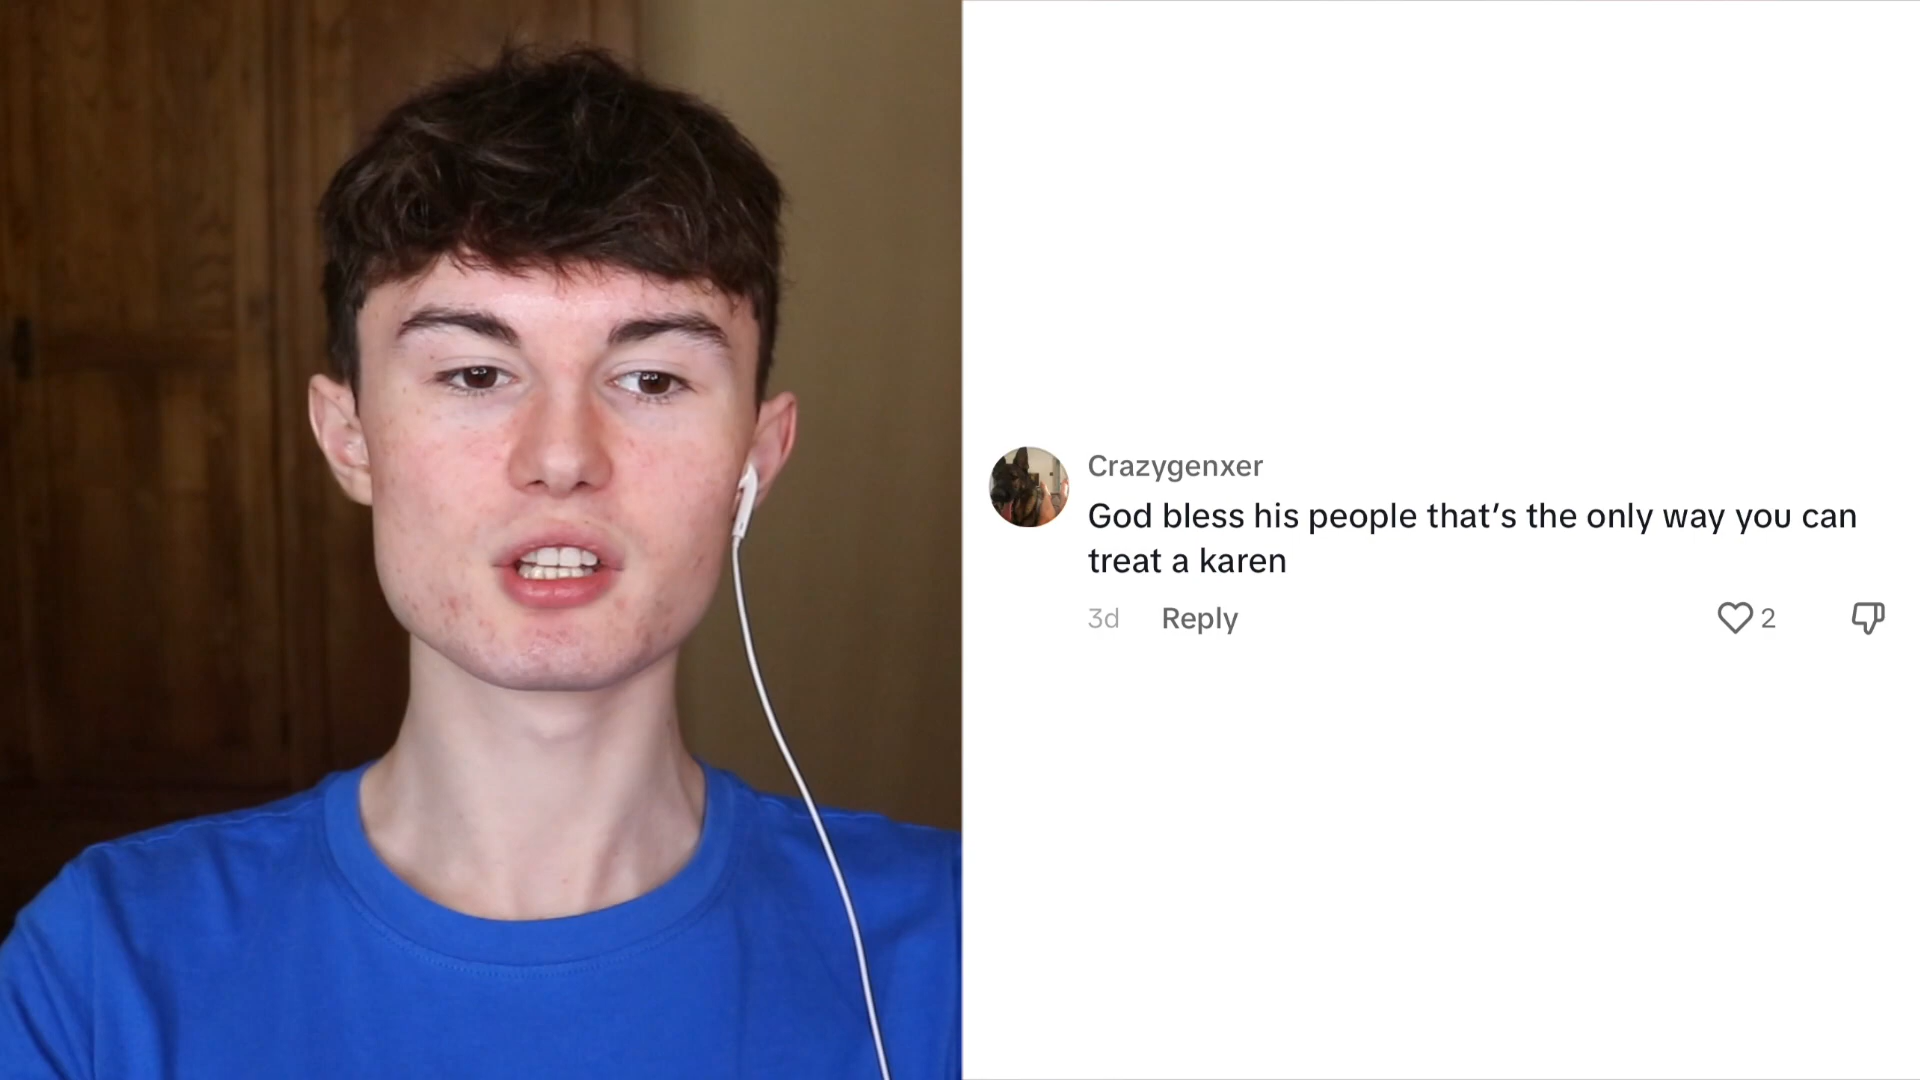 Crazygenxer
God bless his people that’s the only way you can
treat a karen
3d Reply 2